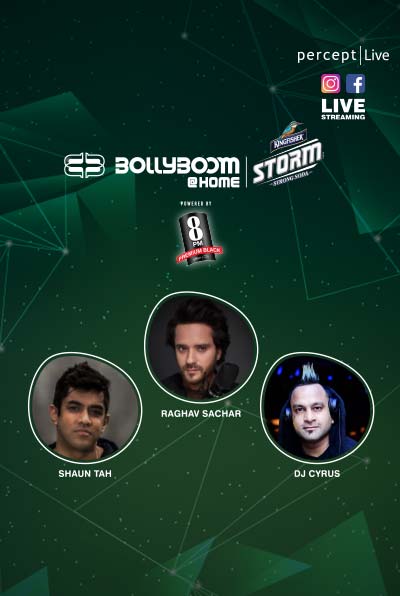 percept|Live
LIVE
STREAMING
BOLLYBOOM
@HOME
KINGFISHER
STORM
STRONG SODA
POWERED BY
8
PM
PREMIUM BLACK
RAGHAV SACHAR
SHAUN TAH
DJ CYRUS